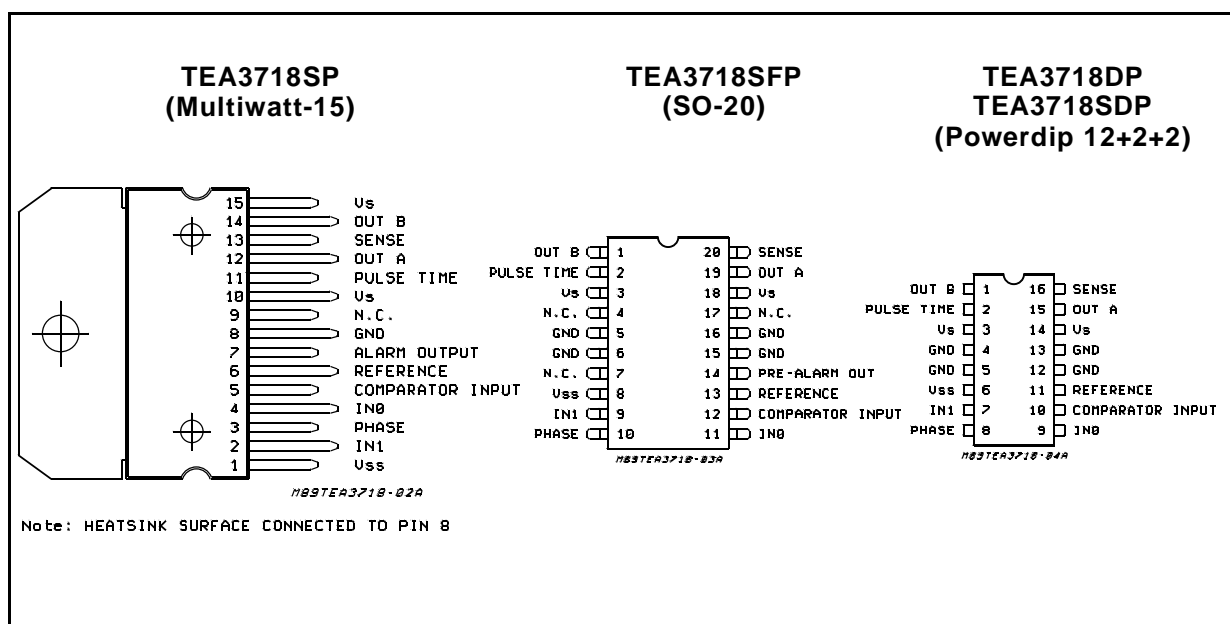 TEA3718SP
(Multiwatt-15)
15 Vs
14 OUT B
13 SENSE
12 OUT A
11 PULSE TIME
10 Vs
9 N.C.
8 GND
7 ALARM OUTPUT
6 REFERENCE
5 COMPARATOR INPUT
4 IN0
3 PHASE
2 IN1
1 Vss
M89TEA3718-02A
Note: HEATSINK SURFACE CONNECTED TO PIN 8
TEA3718SFP
(SO-20)
OUT B 1 20 SENSE
PULSE TIME 2 19 OUT A
Vs 3 18 Vs
N.C. 4 17 N.C.
GND 5 16 GND
GND 6 15 GND
N.C. 7 14 PRE-ALARM OUT
Vss 8 13 REFERENCE
IN1 9 12 COMPARATOR INPUT
PHASE 10 11 IN0
M89TEA3718-03A
TEA3718DP
TEA3718SDP
(Powerdip 12+2+2)
OUT B 1 16 SENSE
PULSE TIME 2 15 OUT A
Vs 3 14 Vs
GND 4 13 GND
GND 5 12 GND
Vss 6 11 REFERENCE
IN1 7 10 COMPARATOR INPUT
PHASE 8 9 IN0
M89TEA3718-04A